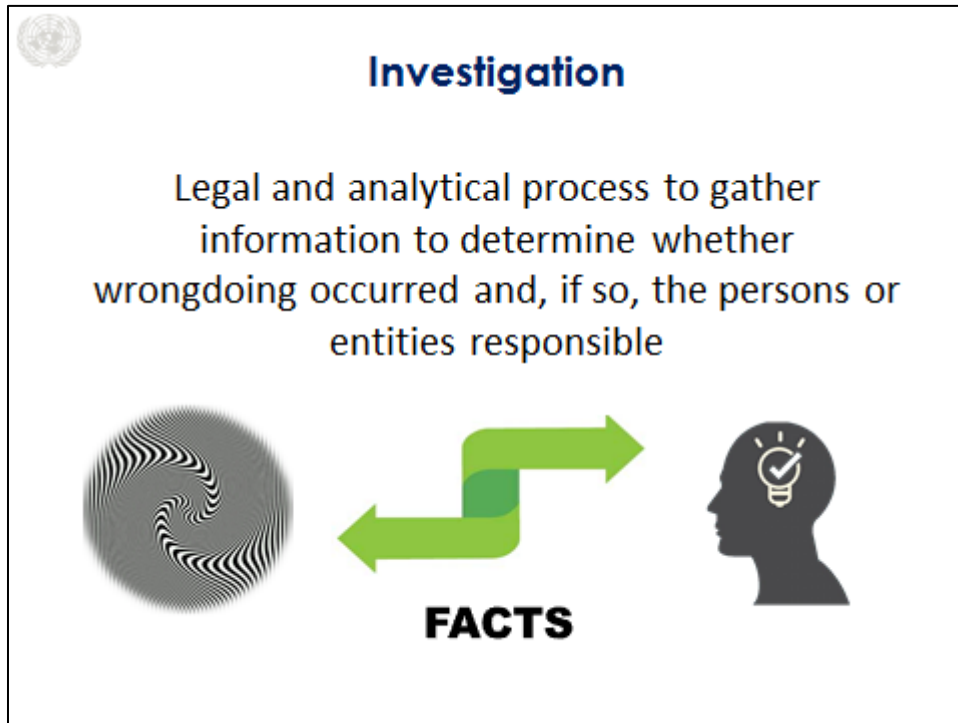 Investigation
Legal and analytical process to gather
information to determine whether
wrongdoing occurred and, if so, the persons or
entities responsible
FACTS